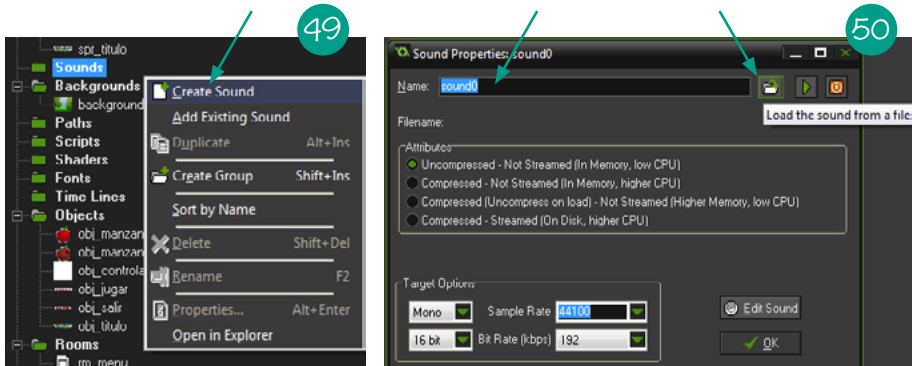 49
spr_titulo
Sounds
Backgrounds
background
Paths
Scripts
Shaders
Fonts
Time Lines
Objects
obj_manzan
obj_manzan
obj_controla
obj_jugar
obj_salir
obj_titulo
Rooms
rm_menu
Create Sound
Add Existing Sound
Duplicate Alt+Ins
Create Group Shift+Ins
Sort by Name
Delete Shift+Del
Rename F2
Properties... Alt+Enter
Open in Explorer
50
Sound Properties: sound0
Name: sound0
Load the sound from a file
Filename:
Attributes
Uncompressed - Not Streamed (In Memory, low CPU)
Compressed - Not Streamed (In Memory, higher CPU)
Compressed (Uncompress on load) - Not Streamed (Higher Memory, low CPU)
Compressed - Streamed (On Disk, higher CPU)
Target Options
Mono Sample Rate 44100
16 bit Bit Rate (kbps) 192
Edit Sound
OK